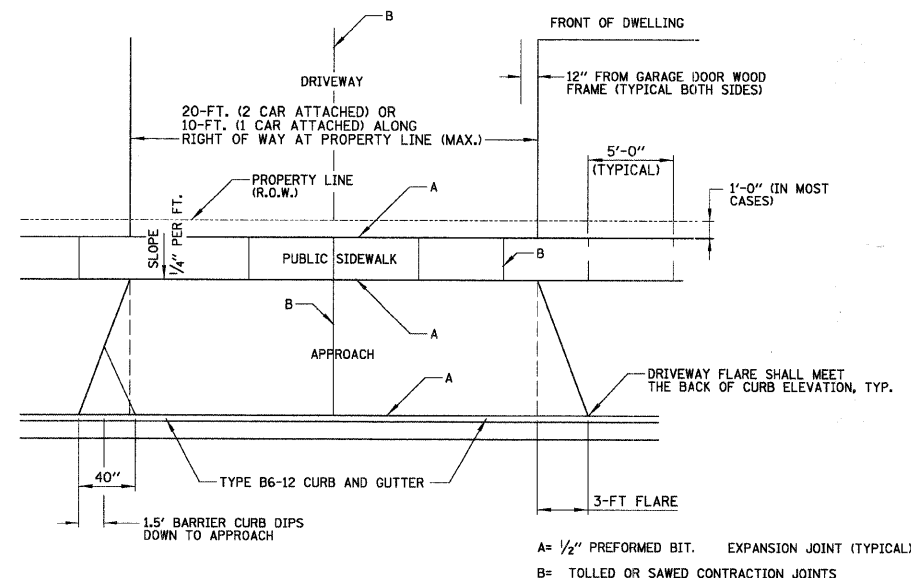 B
FRONT OF DWELLING
DRIVEWAY
12" FROM GARAGE DOOR WOOD
FRAME (TYPICAL BOTH SIDES)
20-FT. (2 CAR ATTACHED) OR
10-FT. (1 CAR ATTACHED) ALONG
RIGHT OF WAY AT PROPERTY LINE (MAX.)
5'-0"
(TYPICAL)
PROPERTY LINE
(R.O.W.)
A
1'-0" (IN MOST
CASES)
SLOPE
1/4" PER FT.
PUBLIC SIDEWALK
B
B
A
APPROACH
A
DRIVEWAY FLARE SHALL MEET
THE BACK OF CURB ELEVATION, TYP.
40"
TYPE B6-12 CURB AND GUTTER
3-FT FLARE
1.5' BARRIER CURB DIPS
DOWN TO APPROACH
A= 1/2" PREFORMED BIT. EXPANSION JOINT (TYPICAL)
B= TOLLED OR SAWED CONTRACTION JOINTS